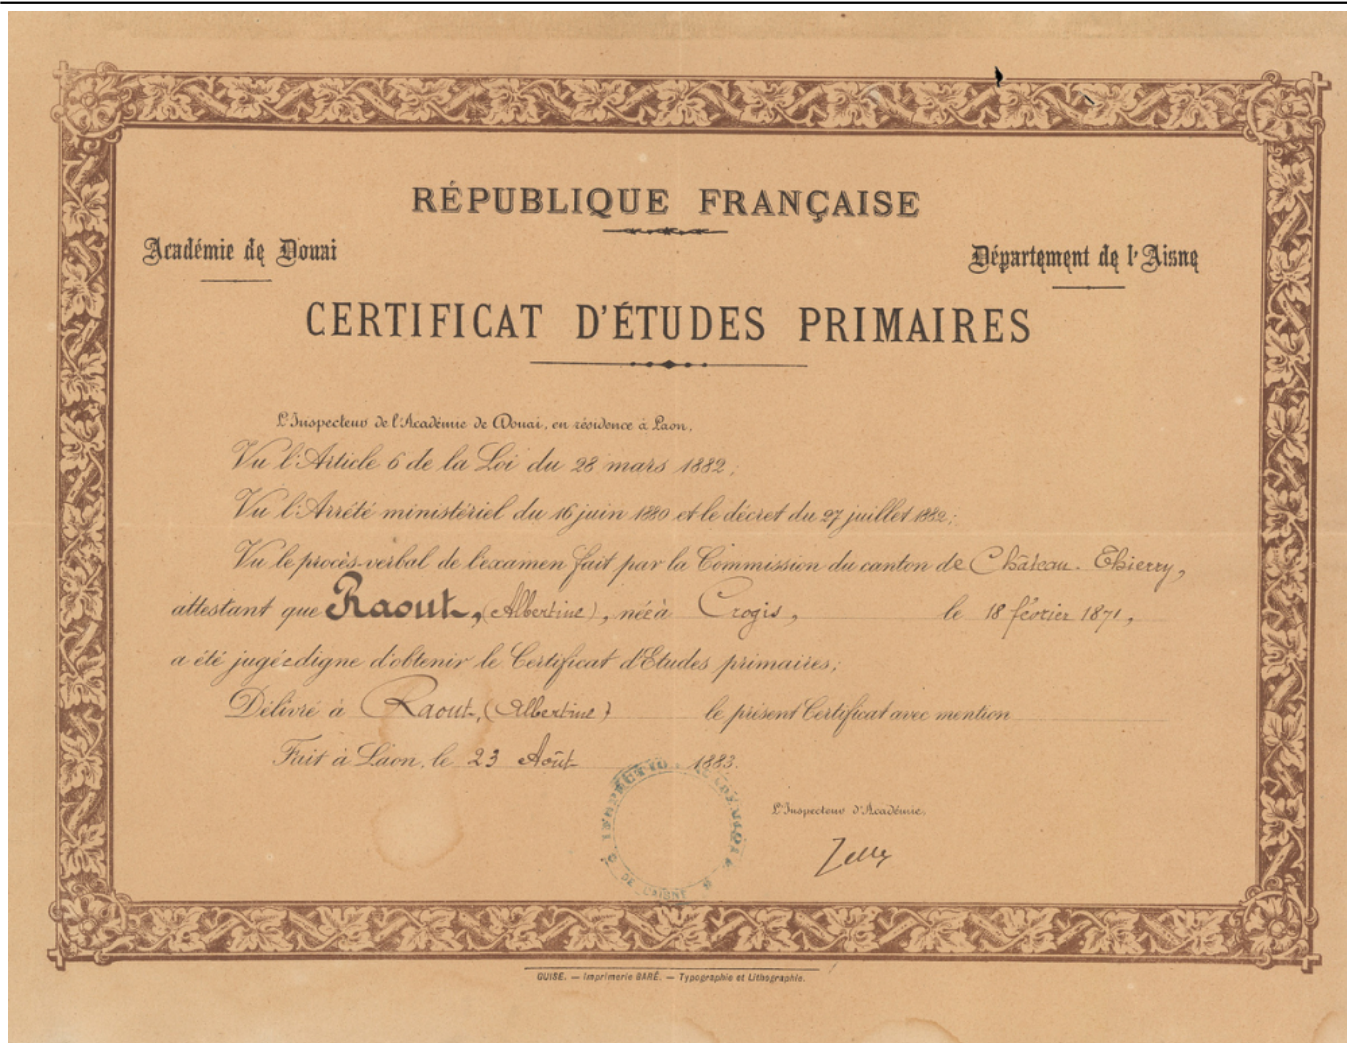 RÉPUBLIQUE FRANÇAISE
Académie de Douai
Département de l'Aisne
CERTIFICAT D'ÉTUDES PRIMAIRES
L'Inspecteur de l'Académie de Douai, en résidence à Laon,
Vu l'Article 6 de la Loi du 28 mars 1882;
Vu l'Arrêté ministériel du 16 juin 1880 et le décret du 27 juillet 1882;
Vu le procès-verbal de l'examen fait par la Commission du canton de Château-Thierry,
attestant que Raout, (Albertine), née à Crogis, le 18 février 1871,
a été jugée digne d'obtenir le Certificat d'Etudes primaires;
Délivré à Raout, (Albertine) le présent Certificat avec mention
Fait à Laon, le 23 Août 1883.
INSPECTION ACADÉMIQUE
DE L'AISNE
L'Inspecteur d'Académie.
GUISE. — Imprimerie BARÉ. — Typographie et Lithographie.